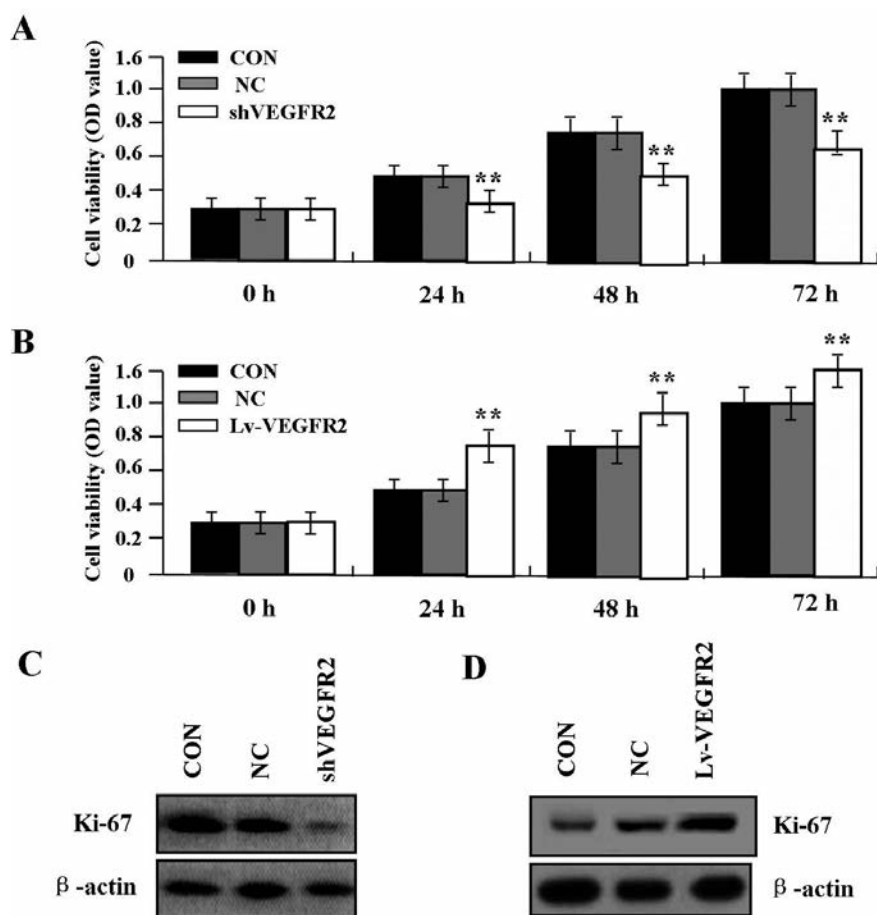 A
Cell viability (OD value)
1.6
1.0
0.8
0.6
0.4
0.2
0
CON
NC
shVEGFR2
**
**
**
0 h
24 h
48 h
72 h
B
Cell viability (OD value)
1.6
1.0
0.8
0.6
0.4
0.2
0
CON
NC
Lv-VEGFR2
**
**
**
0 h
24 h
48 h
72 h
C
CON
NC
shVEGFR2
Ki-67
β-actin
D
CON
NC
Lv-VEGFR2
Ki-67
β-actin